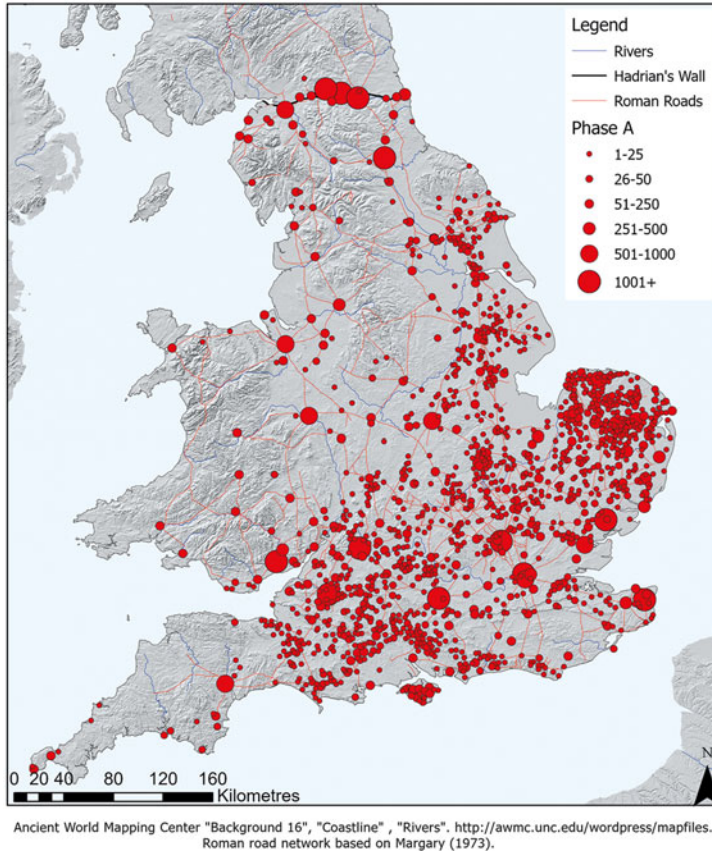 Legend
Rivers
Hadrian's Wall
Roman Roads
Phase A
1-25
26-50
51-250
251-500
501-1000
1001+
N
0 20 40 80 120 160
Kilometres
Ancient World Mapping Center "Background 16", "Coastline" , "Rivers". http://awmc.unc.edu/wordpress/mapfiles.
Roman road network based on Margary (1973).